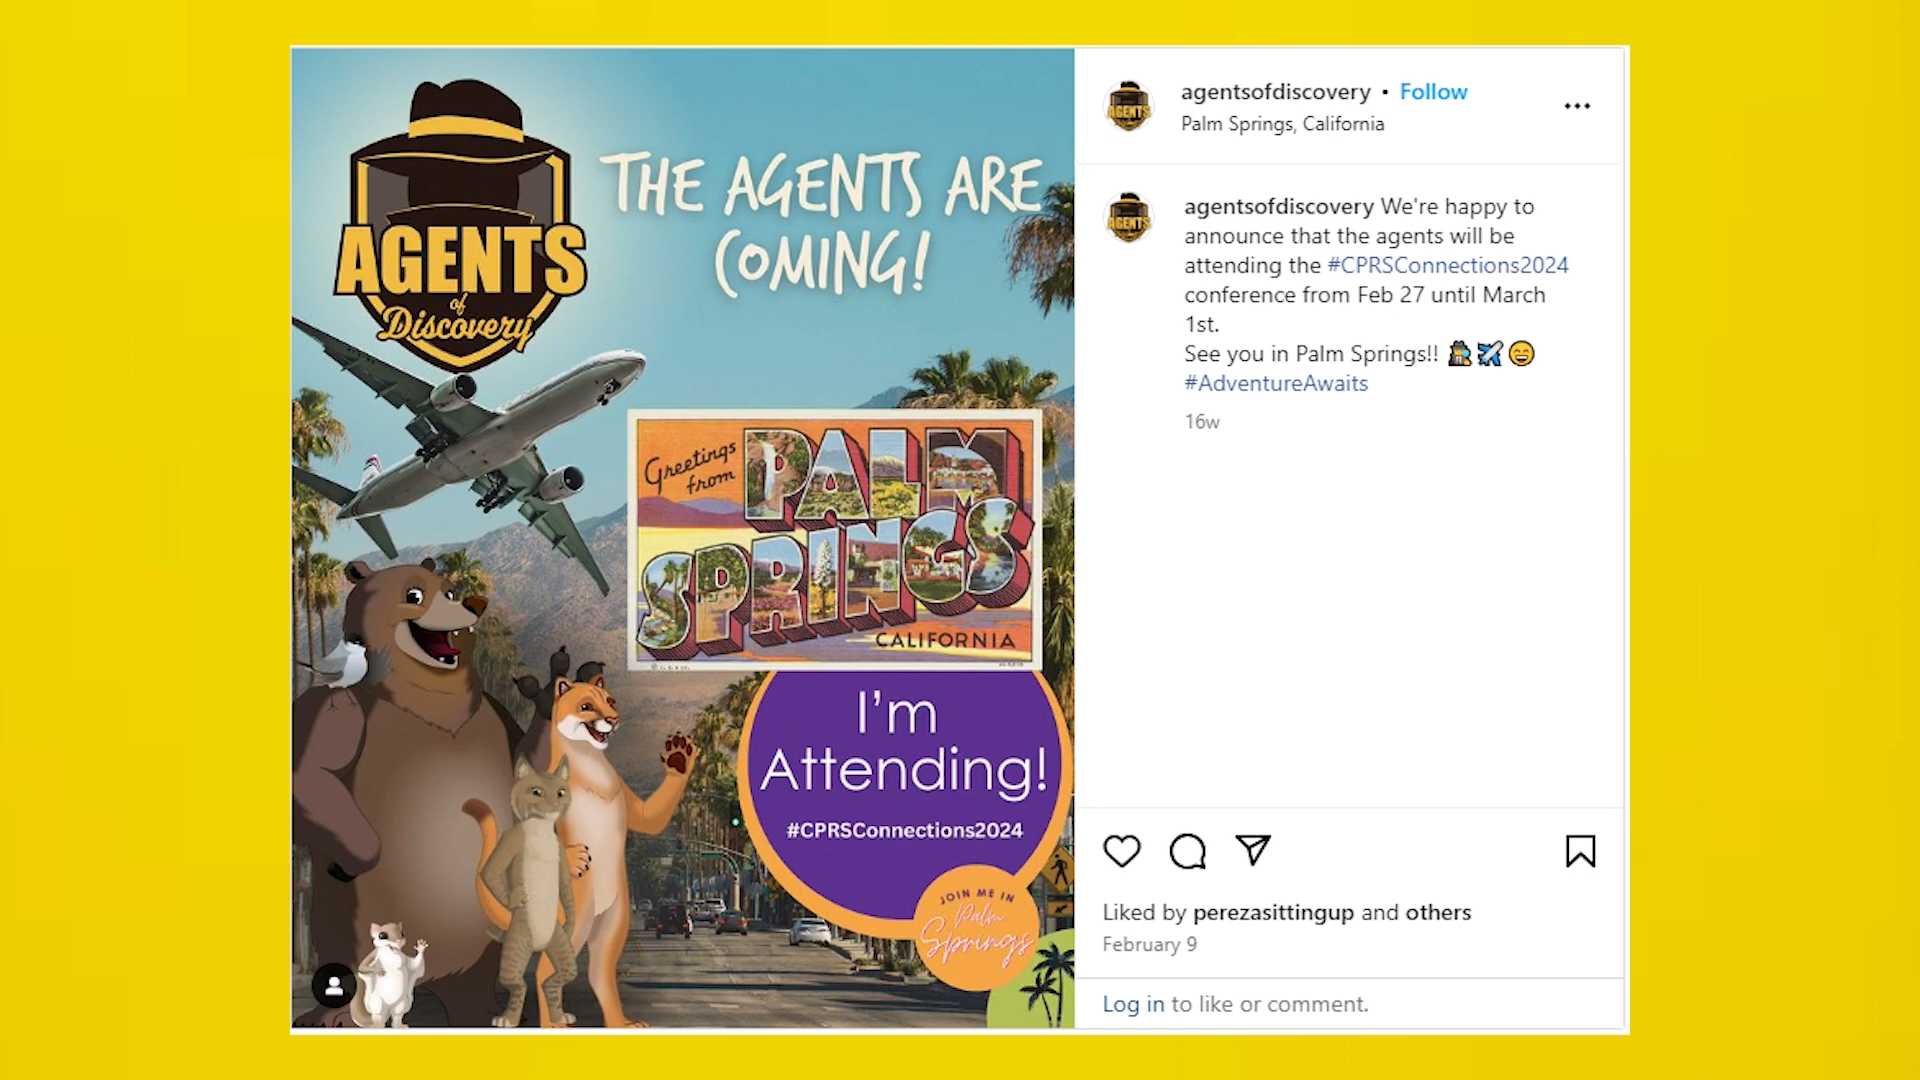 AGENTS
of
Discovery
THE AGENTS ARE
COMING!
Greetings
from
PALM
SPRINGS
CALIFORNIA
I'm
Attending!
#CPRSConnections2024
JOIN ME IN
Palm
Springs
AGENTS
agentsofdiscovery • Follow
Palm Springs, California
AGENTS
agentsofdiscovery We're happy to
announce that the agents will be
attending the #CPRSConnections2024
conference from Feb 27 until March
1st.
See you in Palm Springs!! 🕵️✈️😄
#AdventureAwaits
16w
Liked by perezasittingup and others
February 9
Log in to like or comment.